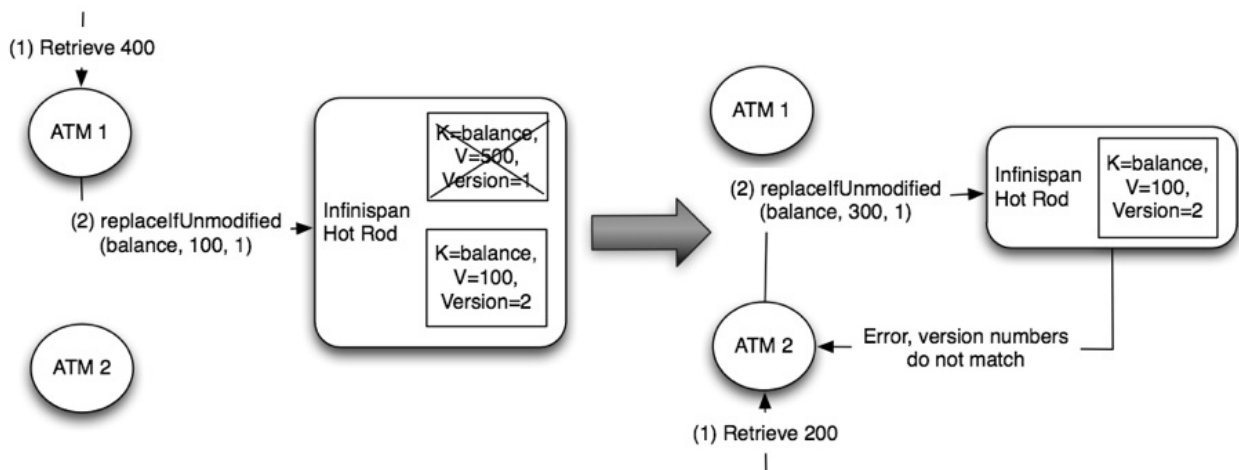 (1) Retrieve 400
ATM 1
(2) replaceIfUnmodified
(balance, 100, 1)
Infinispan
Hot Rod
K=balance,
V=500,
Version=1
K=balance,
V=100,
Version=2
ATM 2
ATM 1
(2) replaceIfUnmodified
(balance, 300, 1)
Infinispan
Hot Rod
K=balance,
V=100,
Version=2
ATM 2
Error, version numbers
do not match
(1) Retrieve 200